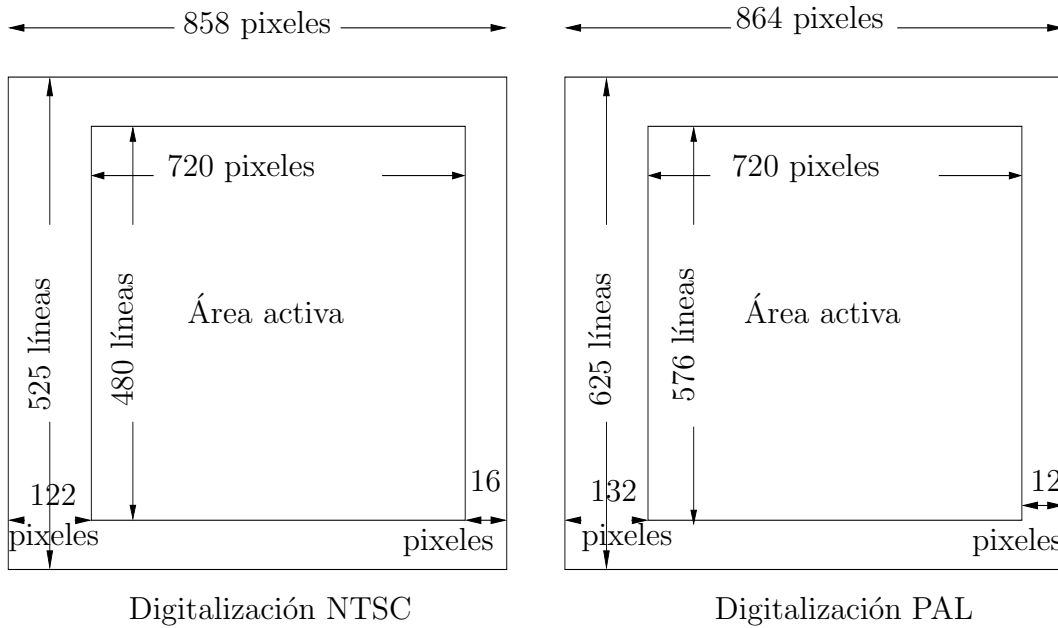 858 pixeles
720 pixeles
525 líneas
480 líneas
Área activa
122
pixeles
16
pixeles
Digitalización NTSC
864 pixeles
720 pixeles
625 líneas
576 líneas
Área activa
132
pixeles
12
pixeles
Digitalización PAL